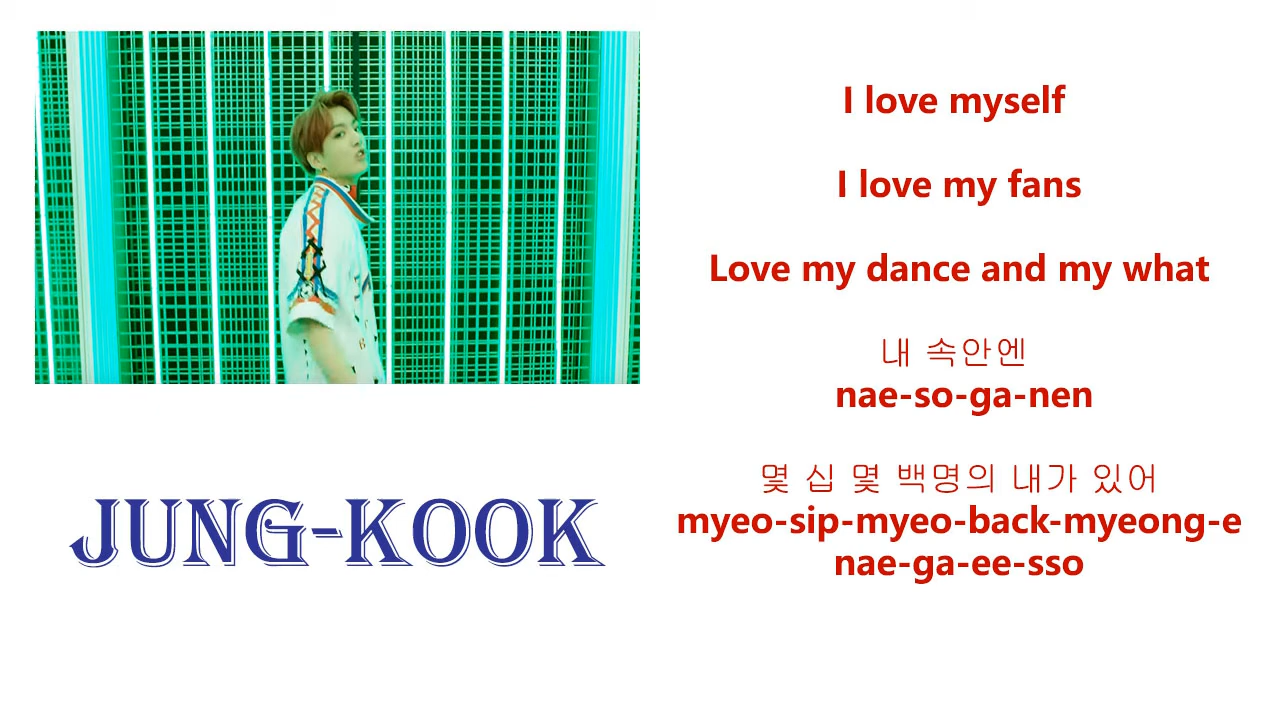 I love myself
I love my fans
Love my dance and my what
내 속안엔
nae-so-ga-nen
몇 십 몇 백명의 내가 있어
myeo-sip-myeo-back-myeong-e
nae-ga-ee-sso
JUNG-KOOK